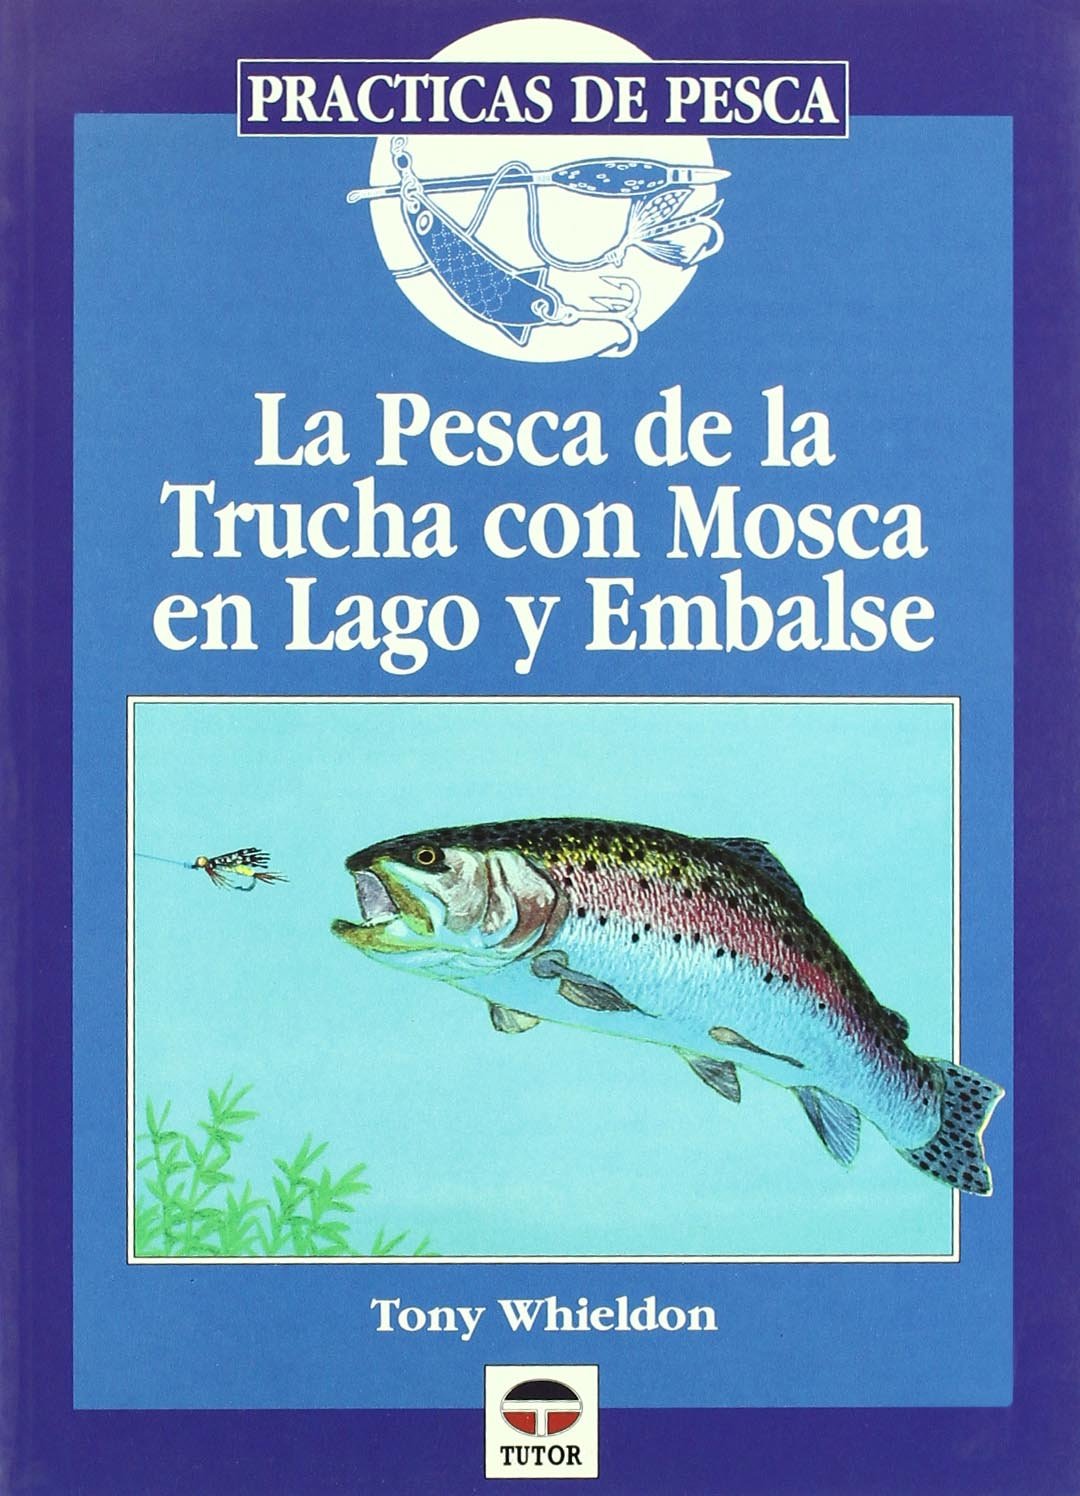 PRACTICAS DE PESCA
La Pesca de la
Trucha con Mosca
en Lago y Embalse
Tony Whieldon
TUTOR